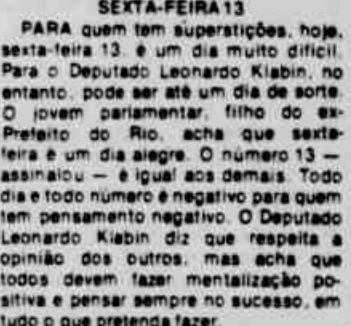 SEXTA-FEIRA 13
PARA quem tem superstições, hoje,
sexta-feira 13, é um dia muito difícil.
Para o Deputado Leonardo Klabin, no
entanto, pode ser até um dia de sorte.
O jovem parlamentar, filho do ex-
Prefeito do Rio, acha que sexta-
feira é um dia alegre. O número 13 —
assinalou — é igual aos demais. Todo
dia e todo número é negativo para quem
tem pensamento negativo. O Deputado
Leonardo Klabin diz que respeita a
opinião dos outros, mas acha que
todos devem fazer mentalização po-
sitiva e pensar sempre no sucesso, em
tudo o que pretenda fazer.